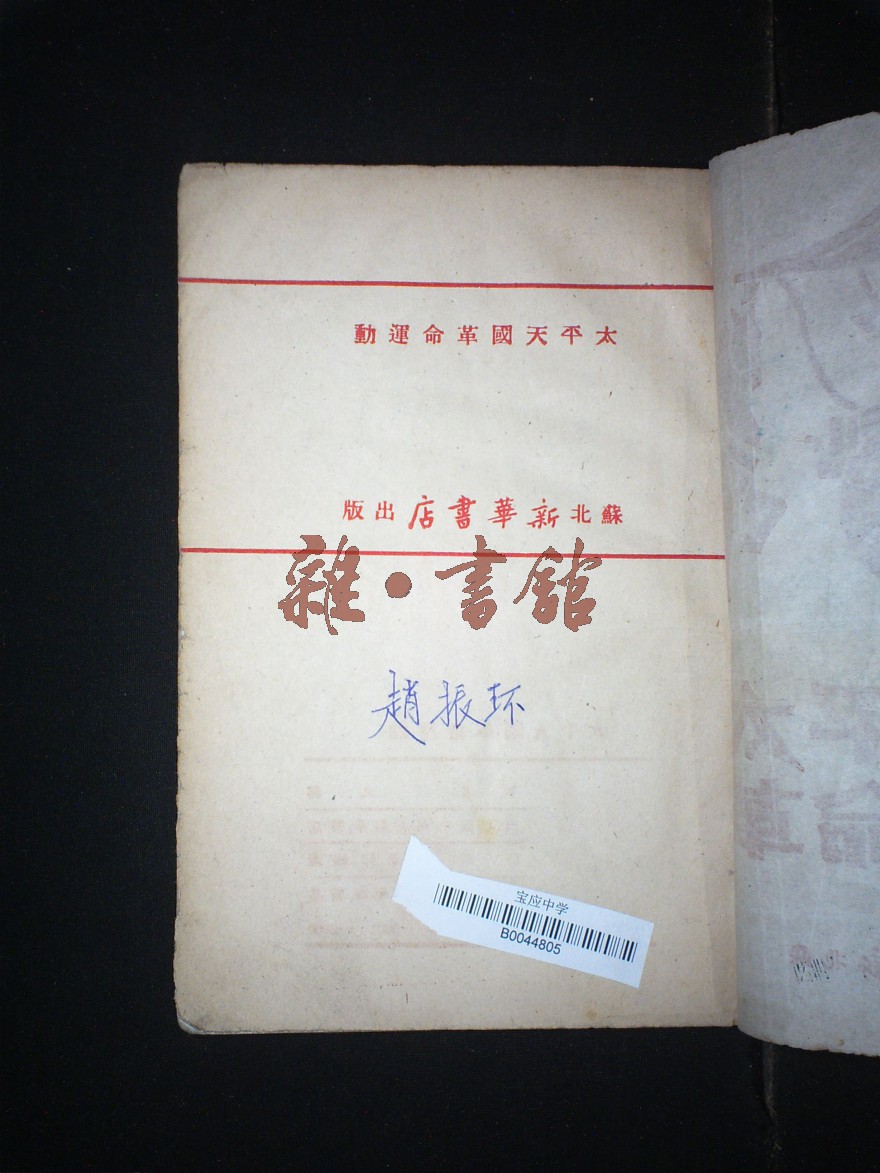 太平天國革命運動
蘇北新華書店出版
雜·書館
趙振环
宝应中学
B0044805